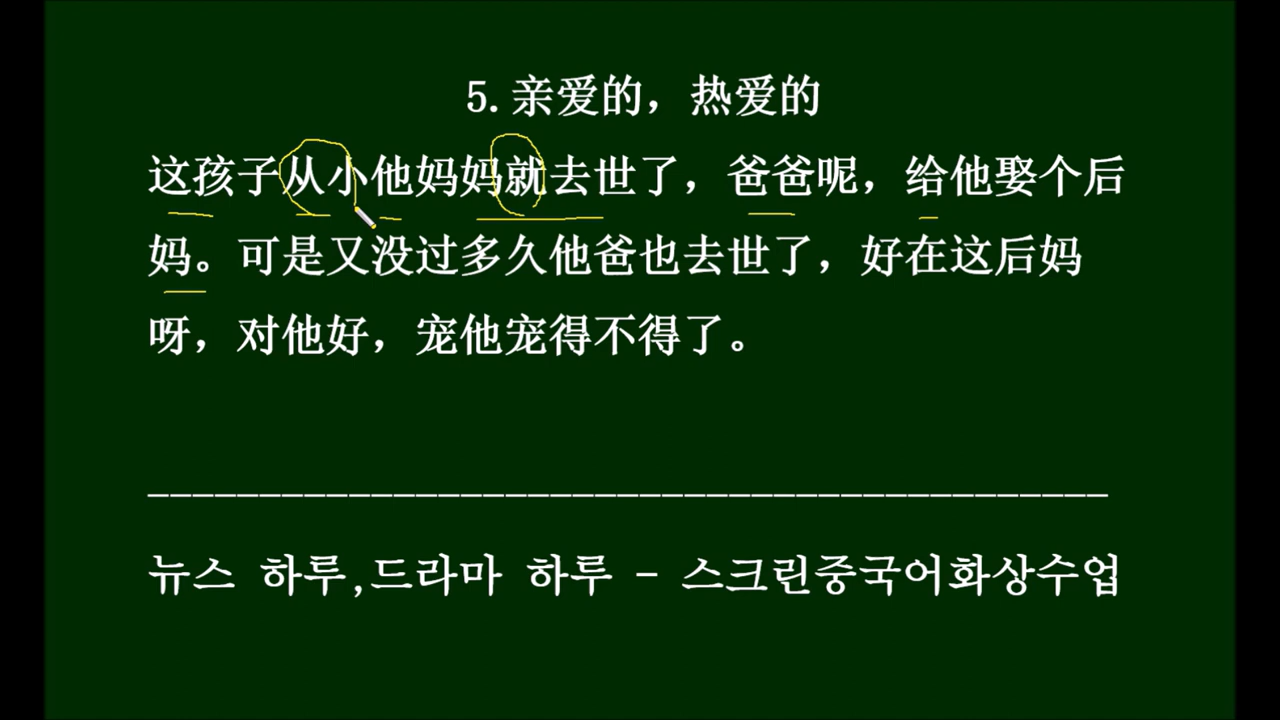 5.亲爱的，热爱的
这孩子从小他妈妈就去世了，爸爸呢，给他娶个后
妈。可是又没过多久他爸也去世了，好在这后妈
呀，对他好，宠他宠得不得了。
___________________________________________
뉴스 하루,드라마 하루 - 스크린중국어화상수업